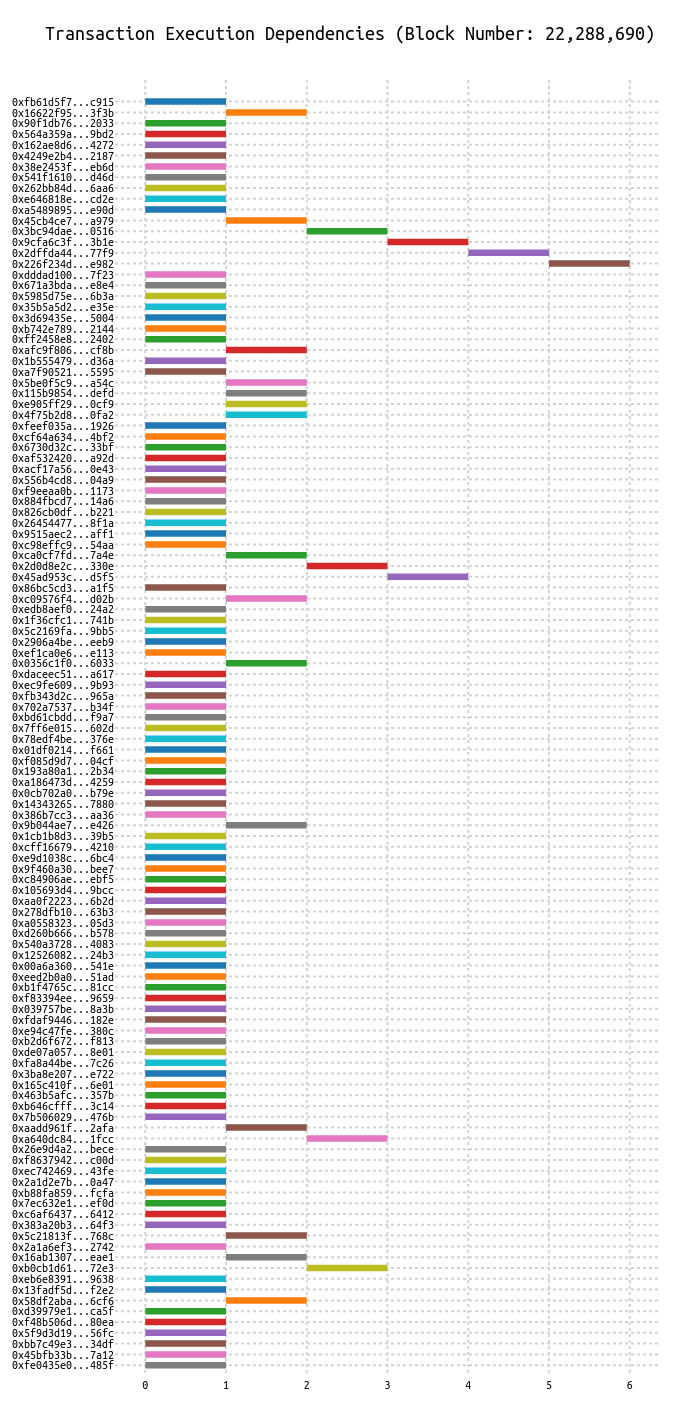 Transaction Execution Dependencies (Block Number: 22,288,690)
0xfb61d5f7...c915
0x16622f95...3f3b
0x90f1db76...2033
0x564a359a...9bd2
0x162ae8d6...4272
0x4249e2b4...2187
0x38e2453f...eb6d
0x541f1610...d46d
0x262bb84d...6aa6
0xe646818e...cd2e
0xa5489895...e90d
0x45cb4ce7...a979
0x3bc94dae...0516
0x9cfa6c3f...3b1e
0x2dffda44...77f9
0x226f234d...e982
0xdddad100...7f23
0x671a3bda...e8e4
0x5985d75e...6b3a
0x35b5a5d2...e35e
0x3d69435e...5004
0xb742e789...2144
0xff2458e8...2402
0xafc9f806...cf8b
0x1b555479...d36a
0xa7f90521...5595
0x5be0f5c9...a54c
0x115b9854...defd
0xe905ff29...0cf9
0x4f75b2d8...0fa2
0xfeef035a...1926
0xcf64a634...4bf2
0x6730d32c...33bf
0xaf532420...a92d
0xacf17a56...0e43
0x556b4cd8...04a9
0xf9eeaa0b...1173
0x884fbcd7...14a6
0x826cb0df...b221
0x26454477...8f1a
0x9515aec2...aff1
0xc98effc9...54aa
0xca0cf7fd...7a4e
0x2d0d8e2c...330e
0x45ad953c...d5f5
0x86bc5cd3...a1f5
0xc09576f4...d02b
0xedb8aef0...24a2
0x1f36cfc1...741b
0x5c2169fa...9bb5
0x2906a4be...eeb9
0xef1ca0e6...e113
0x0356c1f0...6033
0xdaceec51...a617
0xec9fe609...9b93
0xfb343d2c...965a
0x702a7537...b34f
0xbd61cbdd...f9a7
0x7ff6e015...602d
0x78edf4be...376e
0x01df0214...f661
0xf085d9d7...04cf
0x193a80a1...2b34
0xa186473d...4259
0x0cb702a0...b79e
0x14343265...7880
0x386b7cc3...aa36
0x9b044ae7...e426
0x1cb1b8d3...39b5
0xcff16679...4210
0xe9d1038c...6bc4
0x9f460a30...bee7
0xc84906ae...ebf5
0x105693d4...9bcc
0xaa0f2223...6b2d
0x278dfb10...63b3
0xa0558323...05d3
0xd260b666...b578
0x540a3728...4083
0x12526082...24b3
0x00a6a360...541e
0xeed2b0a0...51ad
0xb1f4765c...81cc
0xf83394ee...9659
0x039757be...8a3b
0xfdaf9446...182e
0xe94c47fe...380c
0xb2d6f672...f813
0xde07a057...8e01
0xfa8a44be...7c26
0x3ba8e207...e722
0x165c410f...6e01
0x463b5afc...357b
0xb646cfff...3c14
0x7b506029...476b
0xaadd961f...2afa
0xa640dc84...1fcc
0x26e9d4a2...bece
0xf8637942...c00d
0xec742469...43fe
0x2a1d2e7b...0a47
0xb88fa859...fcfa
0x7ec632e1...ef0d
0xc6af6437...6412
0x383a20b3...64f3
0x5c21813f...768c
0x2a1a6ef3...2742
0x16ab1307...eae1
0xb0cb1d61...72e3
0xeb6e8391...9638
0x13fadf5d...f2e2
0x58df2aba...6cf6
0xd39979e1...ca5f
0xf48b506d...80ea
0x5f9d3d19...56fc
0xbb7c49e3...34df
0x45bfb33b...7a12
0xfe0435e0...485f
0 1 2 3 4 5 6